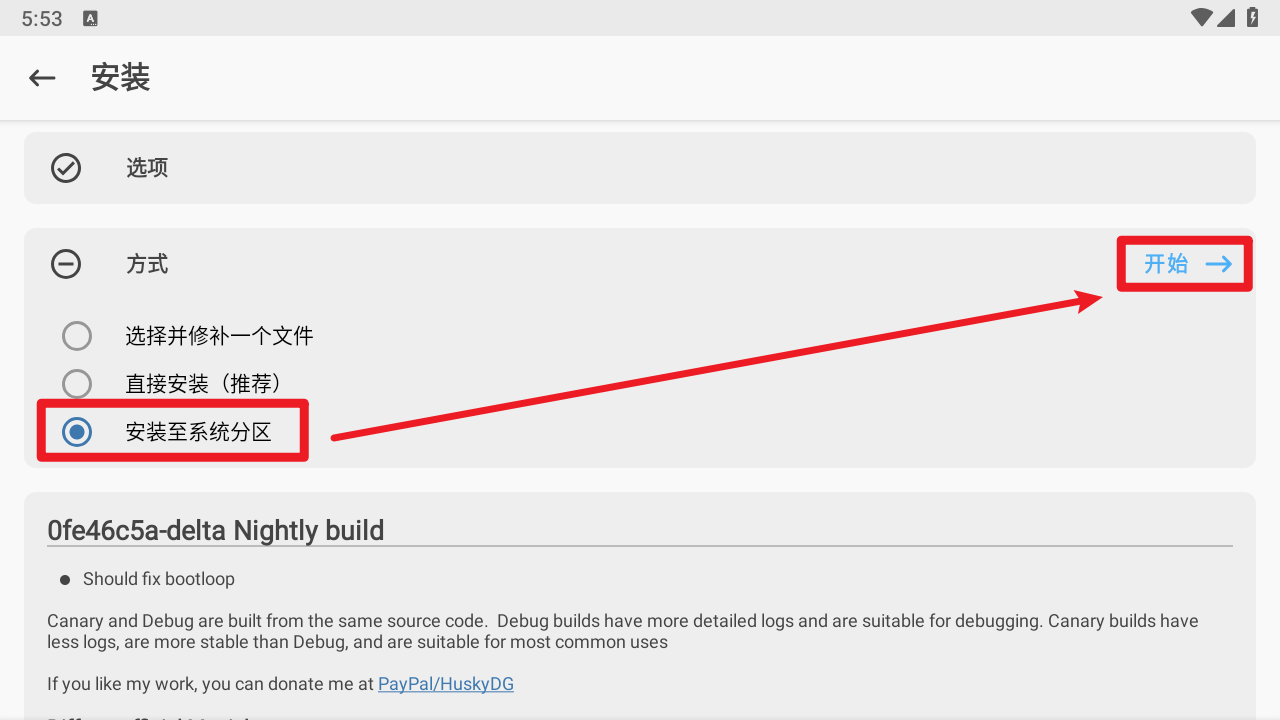 5:53
安装
选项
方式
开始
选择并修补一个文件
直接安装（推荐）
安装至系统分区
0fe46c5a-delta Nightly build
Should fix bootloop
Canary and Debug are built from the same source code.  Debug builds have more detailed logs and are suitable for debugging. Canary builds have
less logs, are more stable than Debug, and are suitable for most common uses
If you like my work, you can donate me at PayPal/HuskyDG